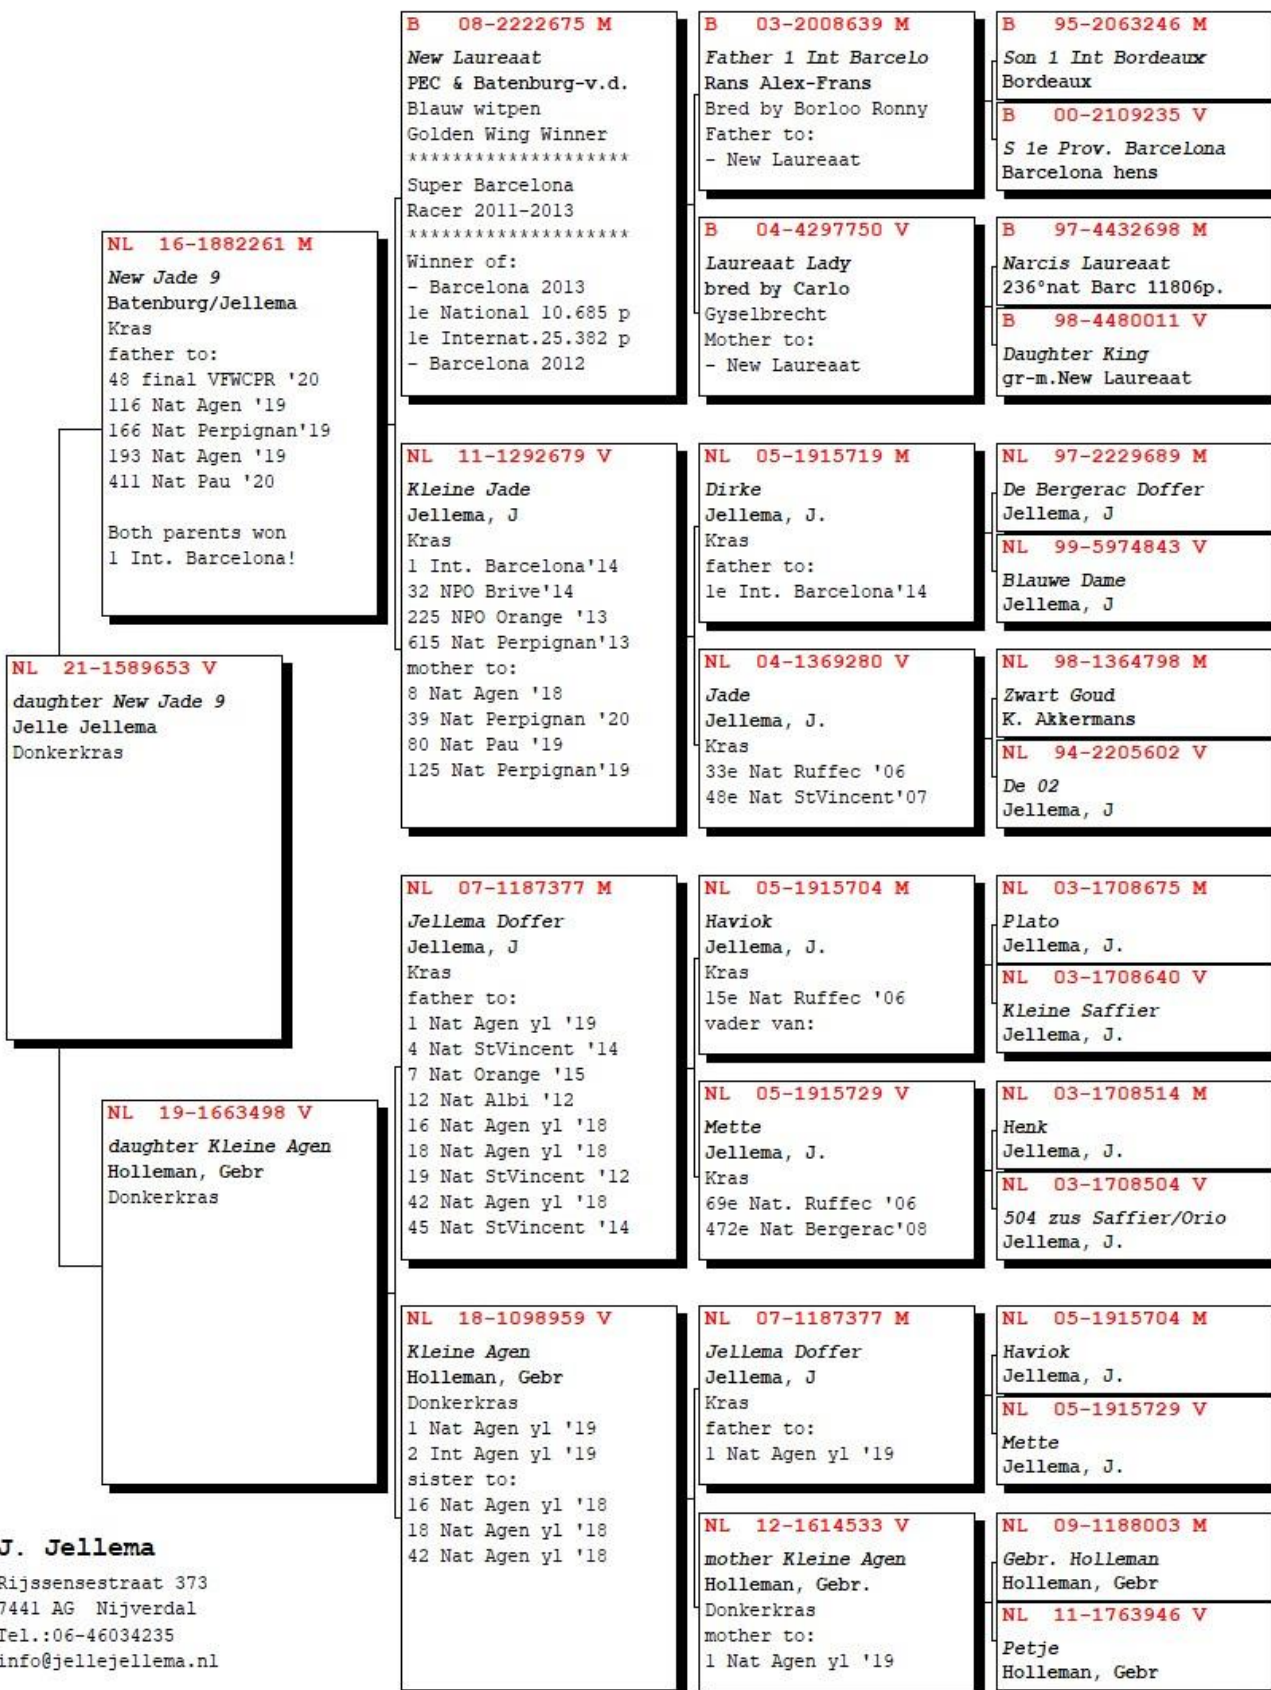 NL 21-1589653 V
daughter New Jade 9
Jelle Jellema
Donkerkras
NL 16-1882261 M
New Jade 9
Batenburg/Jellema
Kras
father to:
48 final VFWCPR '20
116 Nat Agen '19
166 Nat Perpignan'19
193 Nat Agen '19
411 Nat Pau '20
Both parents won
1 Int. Barcelona!
NL 19-1663498 V
daughter Kleine Agen
Holleman, Gebr
Donkerkras
B 08-2222675 M
New Laureaat
PEC & Batenburg-v.d.
Blauw witpen
Golden Wing Winner
********************
Super Barcelona
Racer 2011-2013
********************
Winner of:
- Barcelona 2013
1e National 10.685 p
1e Internat.25.382 p
- Barcelona 2012
NL 11-1292679 V
Kleine Jade
Jellema, J
Kras
1 Int. Barcelona'14
32 NPO Brive'14
225 NPO Orange '13
615 Nat Perpignan'13
mother to:
8 Nat Agen '18
39 Nat Perpignan '20
80 Nat Pau '19
125 Nat Perpignan'19
NL 07-1187377 M
Jellema Doffer
Jellema, J
Kras
father to:
1 Nat Agen yl '19
4 Nat StVincent '14
7 Nat Orange '15
12 Nat Albi '12
16 Nat Agen yl '18
18 Nat Agen yl '18
19 Nat StVincent '12
42 Nat Agen yl '18
45 Nat StVincent '14
NL 18-1098959 V
Kleine Agen
Holleman, Gebr
Donkerkras
1 Nat Agen yl '19
2 Int Agen yl '19
sister to:
16 Nat Agen yl '18
18 Nat Agen yl '18
42 Nat Agen yl '18
B 03-2008639 M
Father 1 Int Barcelo
Rans Alex-Frans
Bred by Borloo Ronny
Father to:
- New Laureaat
B 04-4297750 V
Laureaat Lady
bred by Carlo
Gyselbrecht
Mother to:
- New Laureaat
NL 05-1915719 M
Dirke
Jellema, J.
Kras
father to:
1e Int. Barcelona'14
NL 04-1369280 V
Jade
Jellema, J.
Kras
33e Nat Ruffec '06
48e Nat StVincent'07
NL 05-1915704 M
Haviok
Jellema, J.
Kras
15e Nat Ruffec '06
vader van:
NL 05-1915729 V
Mette
Jellema, J.
Kras
69e Nat. Ruffec '06
472e Nat Bergerac'08
NL 07-1187377 M
Jellema Doffer
Jellema, J
Kras
father to:
1 Nat Agen yl '19
NL 12-1614533 V
mother Kleine Agen
Holleman, Gebr.
Donkerkras
mother to:
1 Nat Agen yl '19
B 95-2063246 M
Son 1 Int Bordeaux
Bordeaux
B 00-2109235 V
S 1e Prov. Barcelona
Barcelona hens
B 97-4432698 M
Narcis Laureaat
236°nat Barc 11806p.
B 98-4480011 V
Daughter King
gr-m.New Laureaat
NL 97-2229689 M
De Bergerac Doffer
Jellema, J
NL 99-5974843 V
Blauwe Dame
Jellema, J
NL 98-1364798 M
Zwart Goud
K. Akkermans
NL 94-2205602 V
De 02
Jellema, J
NL 03-1708675 M
Plato
Jellema, J.
NL 03-1708640 V
Kleine Saffier
Jellema, J.
NL 03-1708514 M
Henk
Jellema, J.
NL 03-1708504 V
504 zus Saffier/Orio
Jellema, J.
NL 05-1915704 M
Haviok
Jellema, J.
NL 05-1915729 V
Mette
Jellema, J.
NL 09-1188003 M
Gebr. Holleman
Holleman, Gebr
NL 11-1763946 V
Petje
Holleman, Gebr
J. Jellema
Rijssensestraat 373
7441 AG Nijverdal
Tel.:06-46034235
info@jellejellema.nl